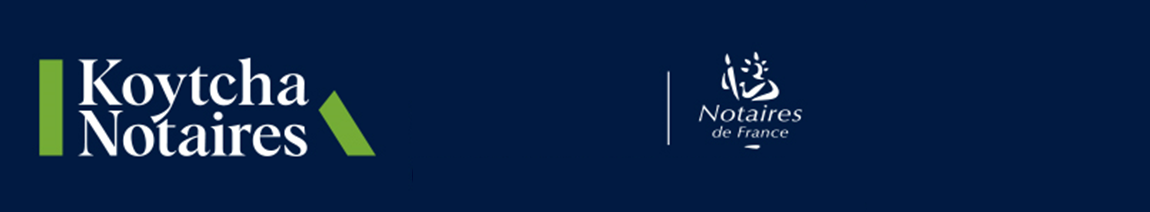 Koytcha
Notaires
Notaires
de France